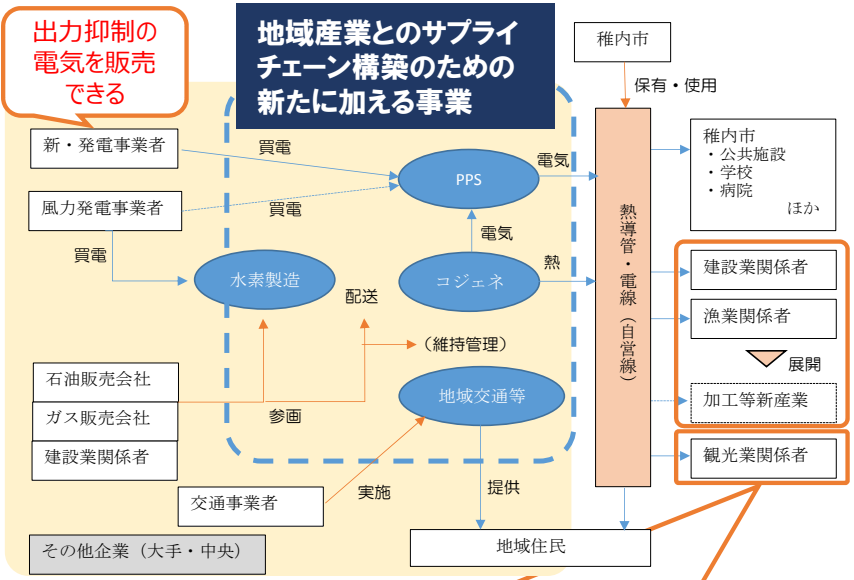 出力抑制の
電気を販売
できる
地域産業とのサプライ
チェーン構築のための
新たに加える事業
稚内市
保有・使用
新・発電事業者
買電
PPS
電気
稚内市
・公共施設
・学校
・病院
ほか
風力発電事業者
買電
買電
電気
水素製造
コジェネ
熱
配送
熱導管・電線(自営線)
建設業関係者
漁業関係者
(維持管理)
展開
石油販売会社
ガス販売会社
建設業関係者
参画
地域交通等
加工等新産業
観光業関係者
交通事業者
実施
提供
その他企業(大手・中央)
地域住民